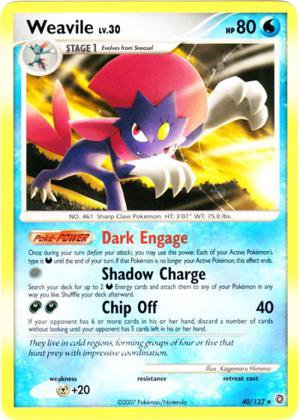 Weavile LV.30
HP 80
STAGE 1 Evolves from Sneasel
NO. 461 Sharp Claw Pokémon HT: 3'07" WT: 75.0 lbs.
Poké-POWER Dark Engage
Once during your turn (before your attack), you may use this power. Each of your Active Pokémon's
type is until the end of your turn. If that Pokémon is no longer your Active Pokémon, this effect ends.
Shadow Charge
Search your deck for up to 2 Energy cards and attach them to any of your Pokémon in any way
you like. Shuffle your deck afterward.
Chip Off 40
If your opponent has 6 or more cards in his or her hand, discard a number of cards
without looking until your opponent has 5 cards left in his or her hand.
They live in cold regions, forming groups of four or five that
hunt prey with impressive coordination.
weakness resistance retreat cost
+20
Illus. Kagemaru Himeno
©2007 Pokémon/Nintendo 40/132